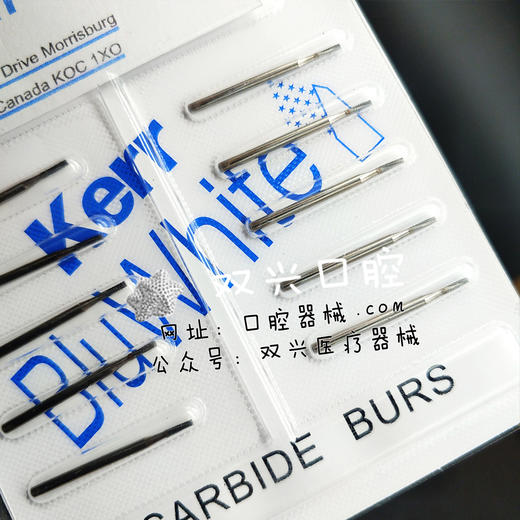 Drive Morrisburg
Canada K0C 1X0
Kerr
BluWhite
双兴口腔
网址: 口腔器械.com
公众号: 双兴医疗器械
CARBIDE BURS